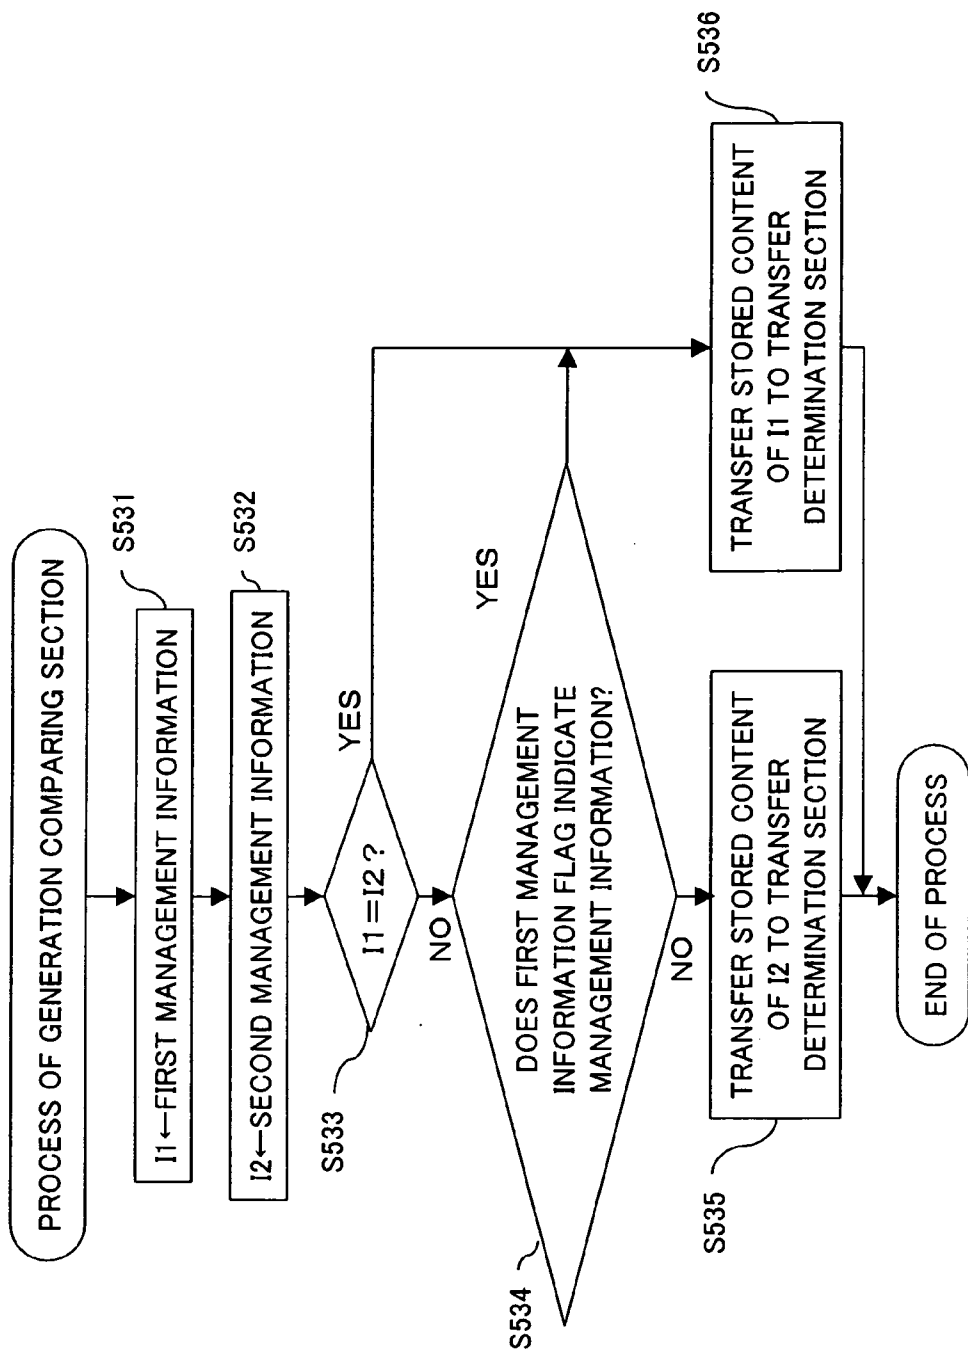 PROCESS OF GENERATION COMPARING SECTION
S531
I1←FIRST MANAGEMENT INFORMATION
S532
I2←SECOND MANAGEMENT INFORMATION
S533
I1=I2?
YES
NO
S534
DOES FIRST MANAGEMENT
INFORMATION FLAG INDICATE
MANAGEMENT INFORMATION?
YES
NO
S535
TRANSFER STORED CONTENT
OF I2 TO TRANSFER
DETERMINATION SECTION
S536
TRANSFER STORED CONTENT
OF I1 TO TRANSFER
DETERMINATION SECTION
END OF PROCESS